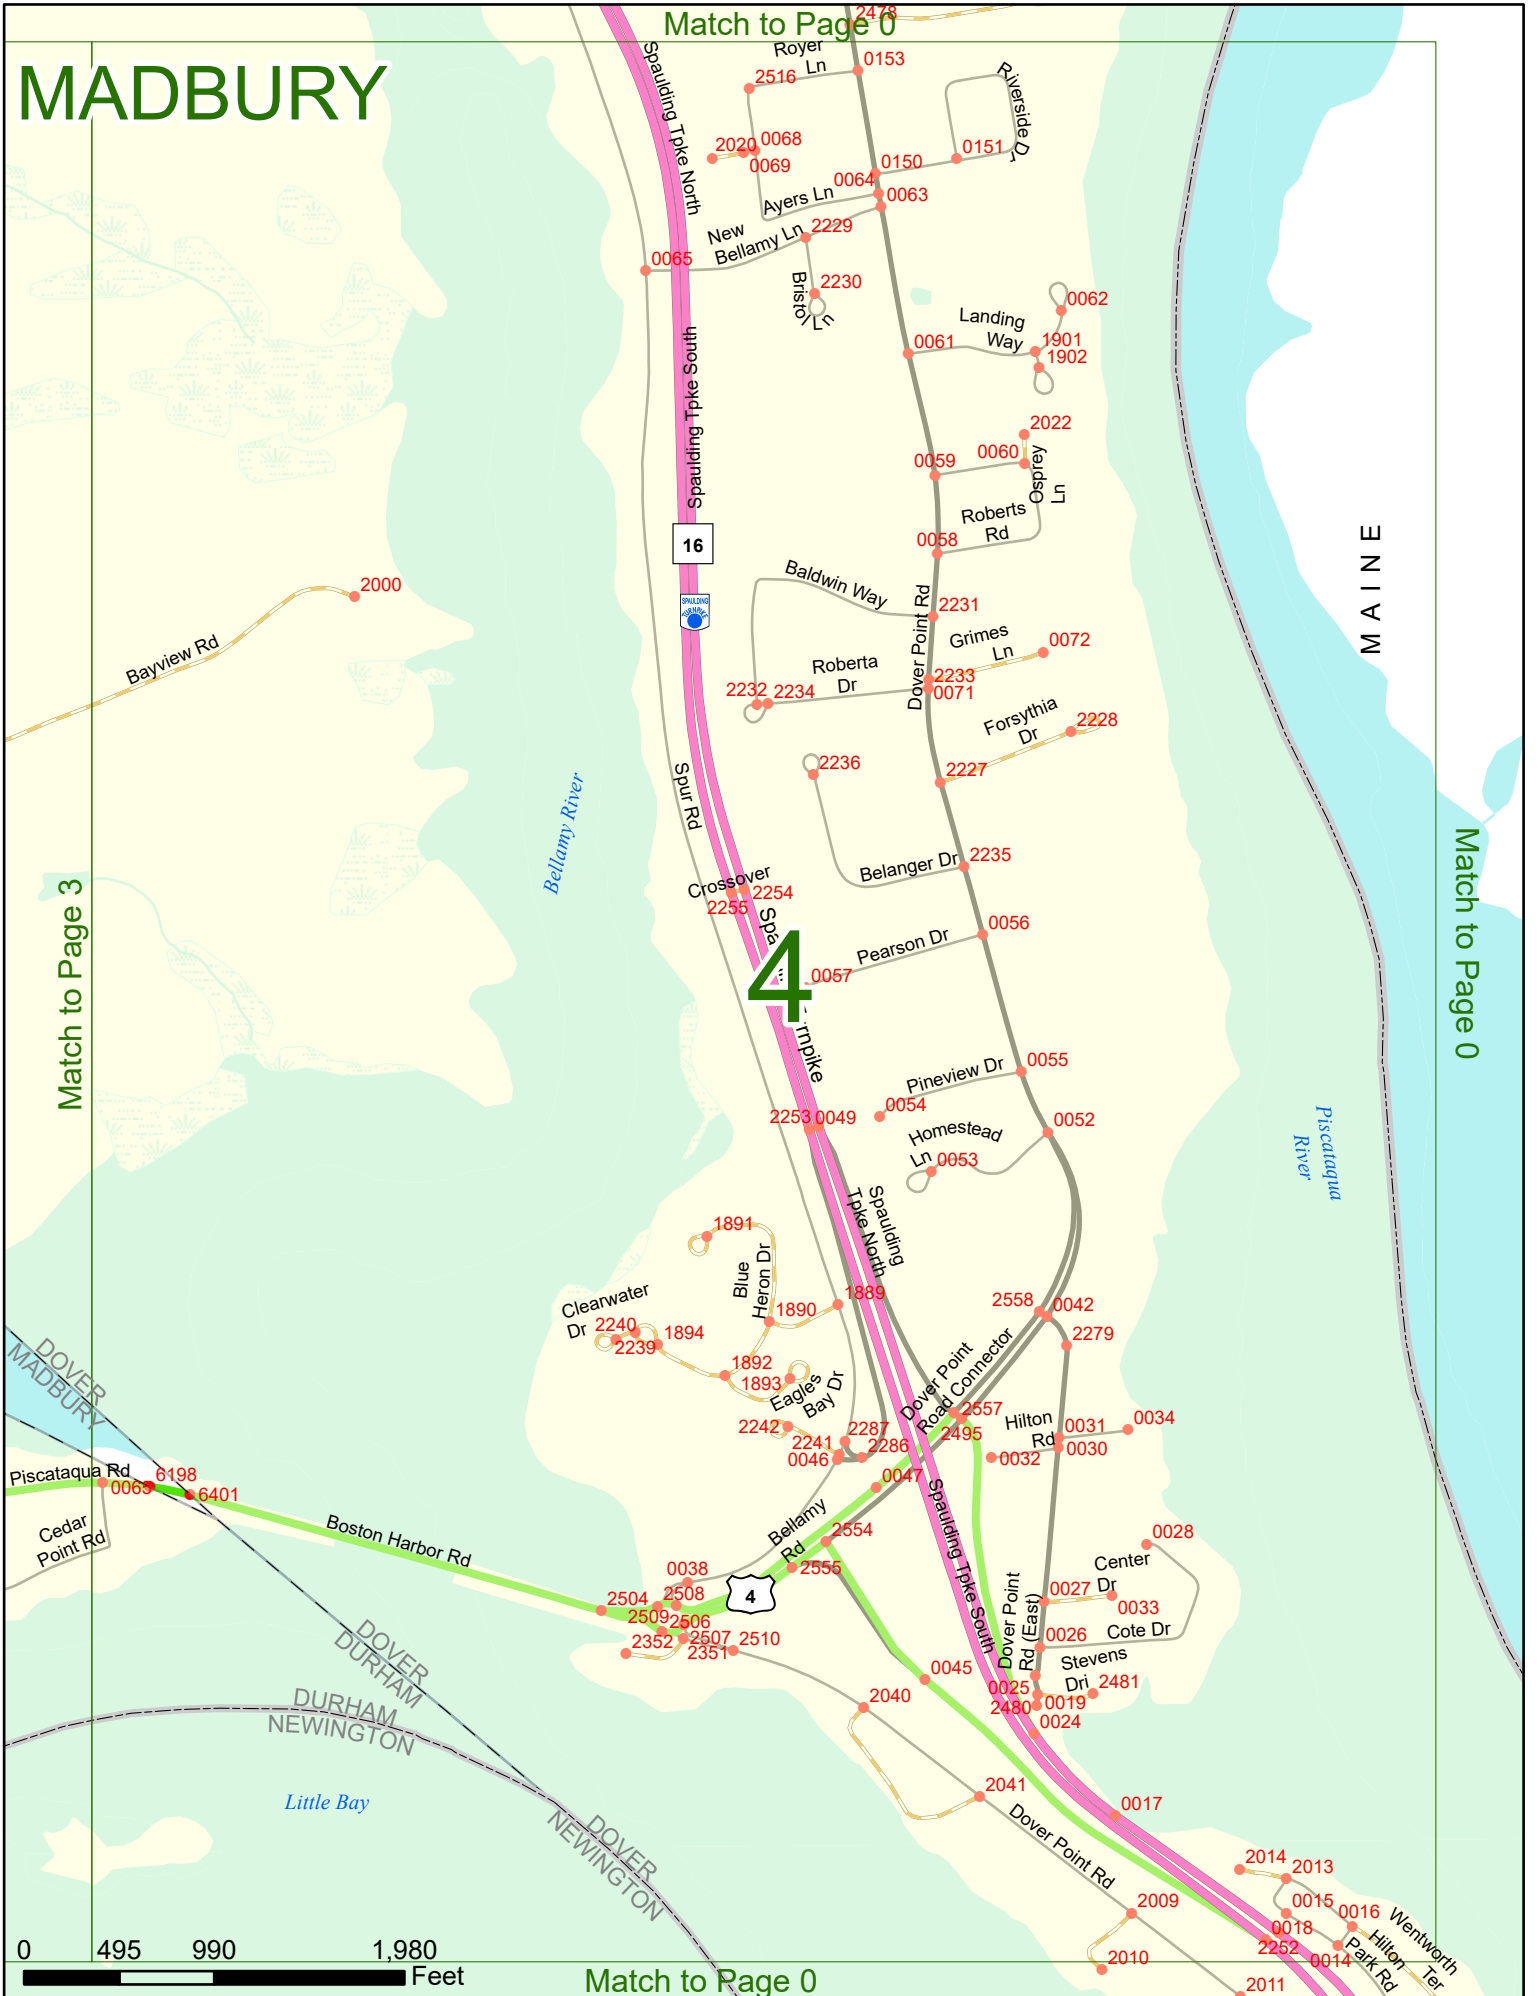 2478
Match to Page 0
MADBURY
Royer
Ln
0153
2516
Riverside Dr
Spaulding Tpke North
2020
0068
0069
0151
0150
0064
0063
Ayers Ln
New
Bellamy Ln
2229
0065
2230
Bristol Ln
0062
Landing
Way
0061
1901
1902
Spaulding Tpke South
2022
0059
0060
Osprey
Ln
Roberts
Rd
0058
16
MAINE
2000
Baldwin Way
SPAULDING
TURNPIKE
2231
Dover Point Rd
Grimes
Ln
0072
Bayview Rd
Roberta
Dr
2233
0071
2232
2234
Forsythia
Dr
2228
2236
2227
Spur Rd
Bellamy River
Belanger Dr
2235
Crossover
2254
2255
Match to Page 3
Match to Page 0
0056
Pearson Dr
0057
4
0055
Pineview Dr
0054
2253
0049
0052
Homestead
Ln
0053
Piscataqua
River
Spaulding
Tpke North
1891
Blue
Heron Dr
1889
Clearwater
Dr
1890
2558
0042
2240
2239
1894
2279
1892
1893
Eagles
Bay Dr
Dover Point
Road Connector
DOVER
MADBURY
2242
2241
2287
2557
2495
Hilton
Rd
0031
0034
0046
2286
0030
0032
Piscataqua Rd
0065
6198
6401
0047
Cedar
Point Rd
Boston Harbor Rd
Bellamy
Rd
2554
Spaulding Tpke South
0028
Center
Dr
0038
2555
4
2504
2508
0027
0033
2509
2506
2507
2510
2352
2351
Dover Point
Rd (East)
0026
Cote Dr
DOVER
DURHAM
Stevens
Dri
2481
0045
0025
0019
2480
0024
DURHAM
NEWINGTON
2040
Little Bay
2041
0017
Dover Point Rd
DOVER
NEWINGTON
2014
2013
0015
0016
2009
0018
2252
0014
Wentworth
Hilton
Park Rd
Ter
2010
2011
0 495 990 1,980
Feet
Match to Page 0